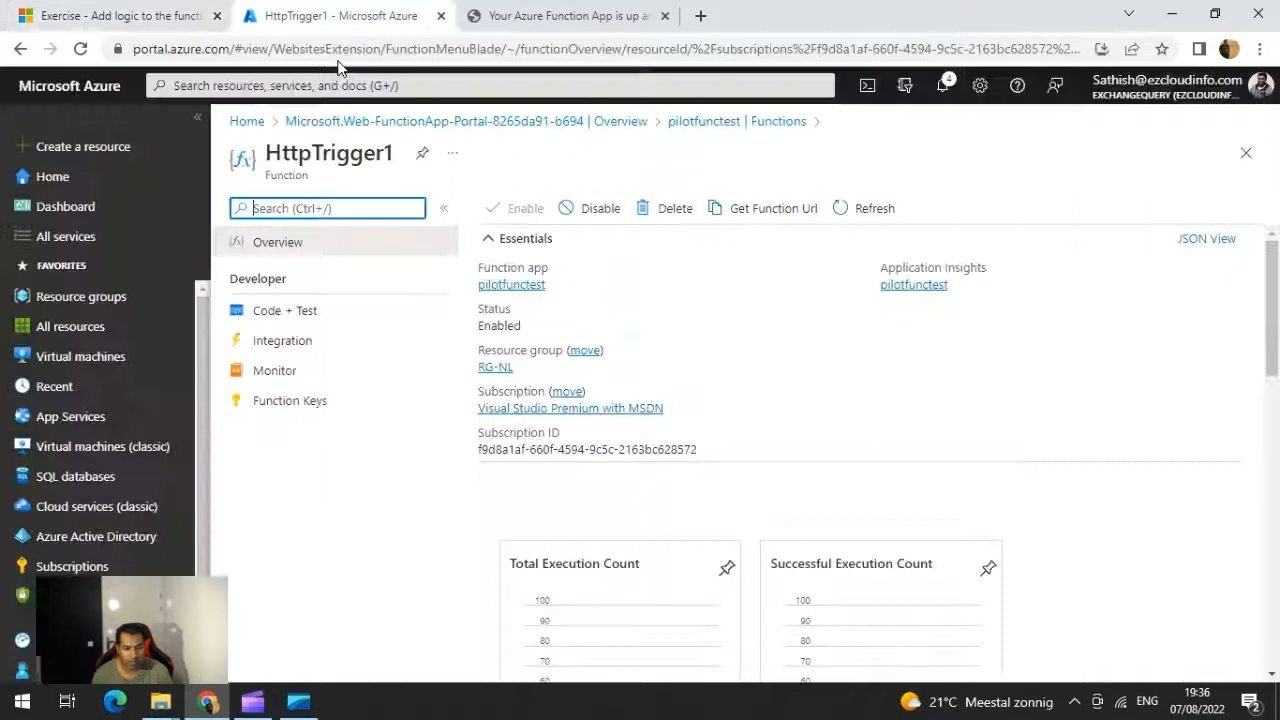 Exercise - Add logic to the functi
HttpTrigger1 - Microsoft Azure
Your Azure Function App is up a
portal.azure.com/#view/WebsitesExtension/FunctionMenuBlade/~/functionOverview/resourceId/%2Fsubscriptions%2Ff9d8a1af-660f-4594-9c5c-2163bc628572%2...
Microsoft Azure
Search resources, services, and docs (G+/)
4
Sathish@ezcloudinfo.com
EXCHANGEQUERY (EZCLOUDINF...
Home > Microsoft.Web-FunctionApp-Portal-8265da91-b694 | Overview > pilotfunctest | Functions >
Create a resource
Home
Dashboard
All services
FAVORITES
Resource groups
All resources
Virtual machines
Recent
App Services
Virtual machines (classic)
SQL databases
Cloud services (classic)
Azure Active Directory
Subscriptions
HttpTrigger1
Function
Search (Ctrl+/)
Overview
Developer
Code + Test
Integration
Monitor
Function Keys
Enable
Disable
Delete
Get Function Url
Refresh
Essentials
JSON View
Function app
pilotfunctest
Status
Enabled
Resource group (move)
RG-NL
Subscription (move)
Visual Studio Premium with MSDN
Subscription ID
f9d8a1af-660f-4594-9c5c-2163bc628572
Application Insights
pilotfunctest
Total Execution Count
100
90
80
70
60
Successful Execution Count
100
90
80
70
60
21°C Meestal zonnig
ENG
19:36
07/08/2022
2